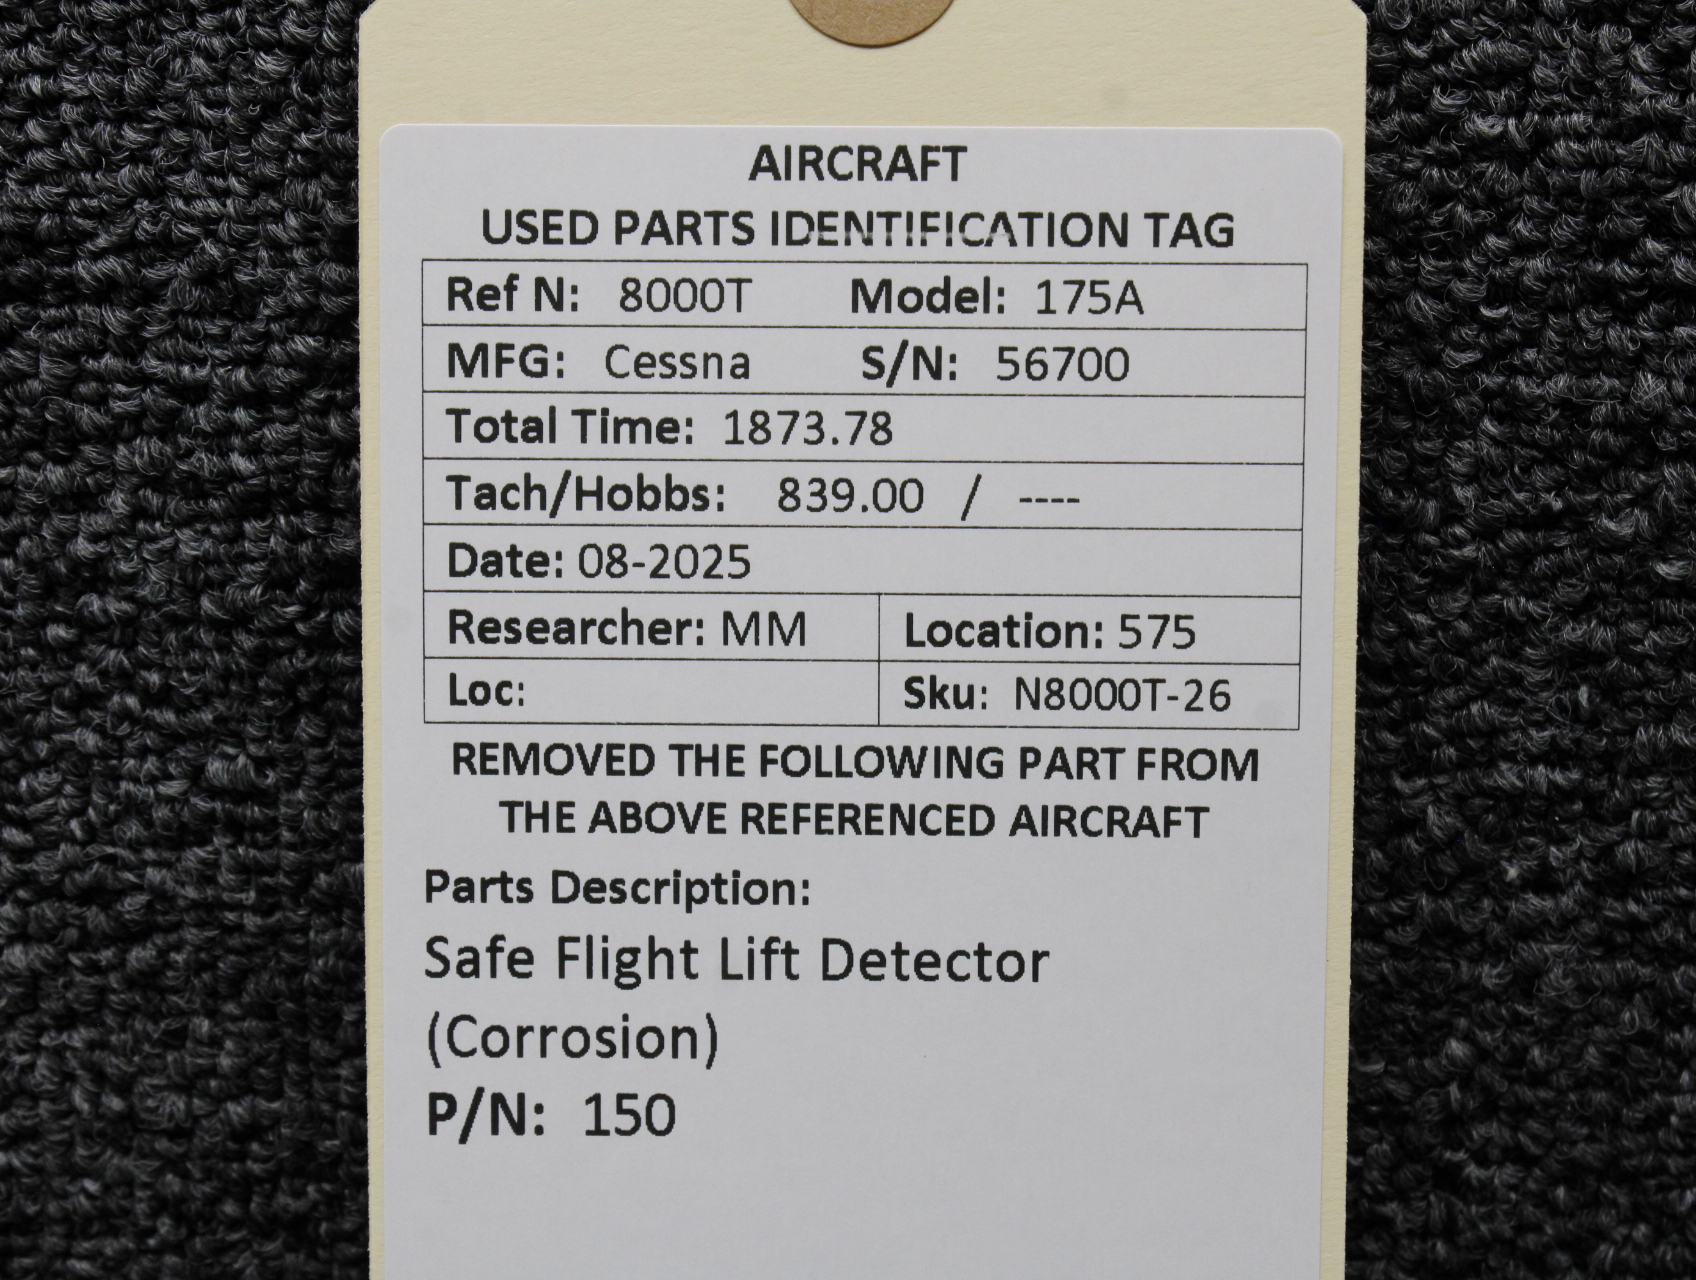 AIRCRAFT
USED PARTS IDENTIFICATION TAG
Ref N: 8000T Model: 175A
MFG: Cessna S/N: 56700
Total Time: 1873.78
Tach/Hobbs: 839.00 / ----
Date: 08-2025
Researcher: MM Location: 575
Loc: Sku: N8000T-26
REMOVED THE FOLLOWING PART FROM
THE ABOVE REFERENCED AIRCRAFT
Parts Description:
Safe Flight Lift Detector
(Corrosion)
P/N: 150